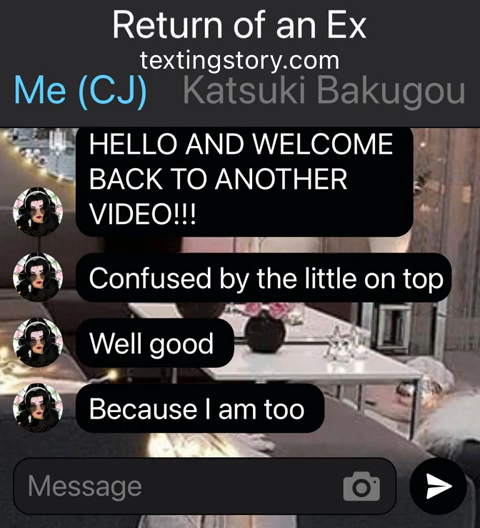 Return of an Ex
textingstory.com
Me (CJ) Katsuki Bakugou
HELLO AND WELCOME
BACK TO ANOTHER
VIDEO!!!
Confused by the little on top
Well good
Because I am too
Message